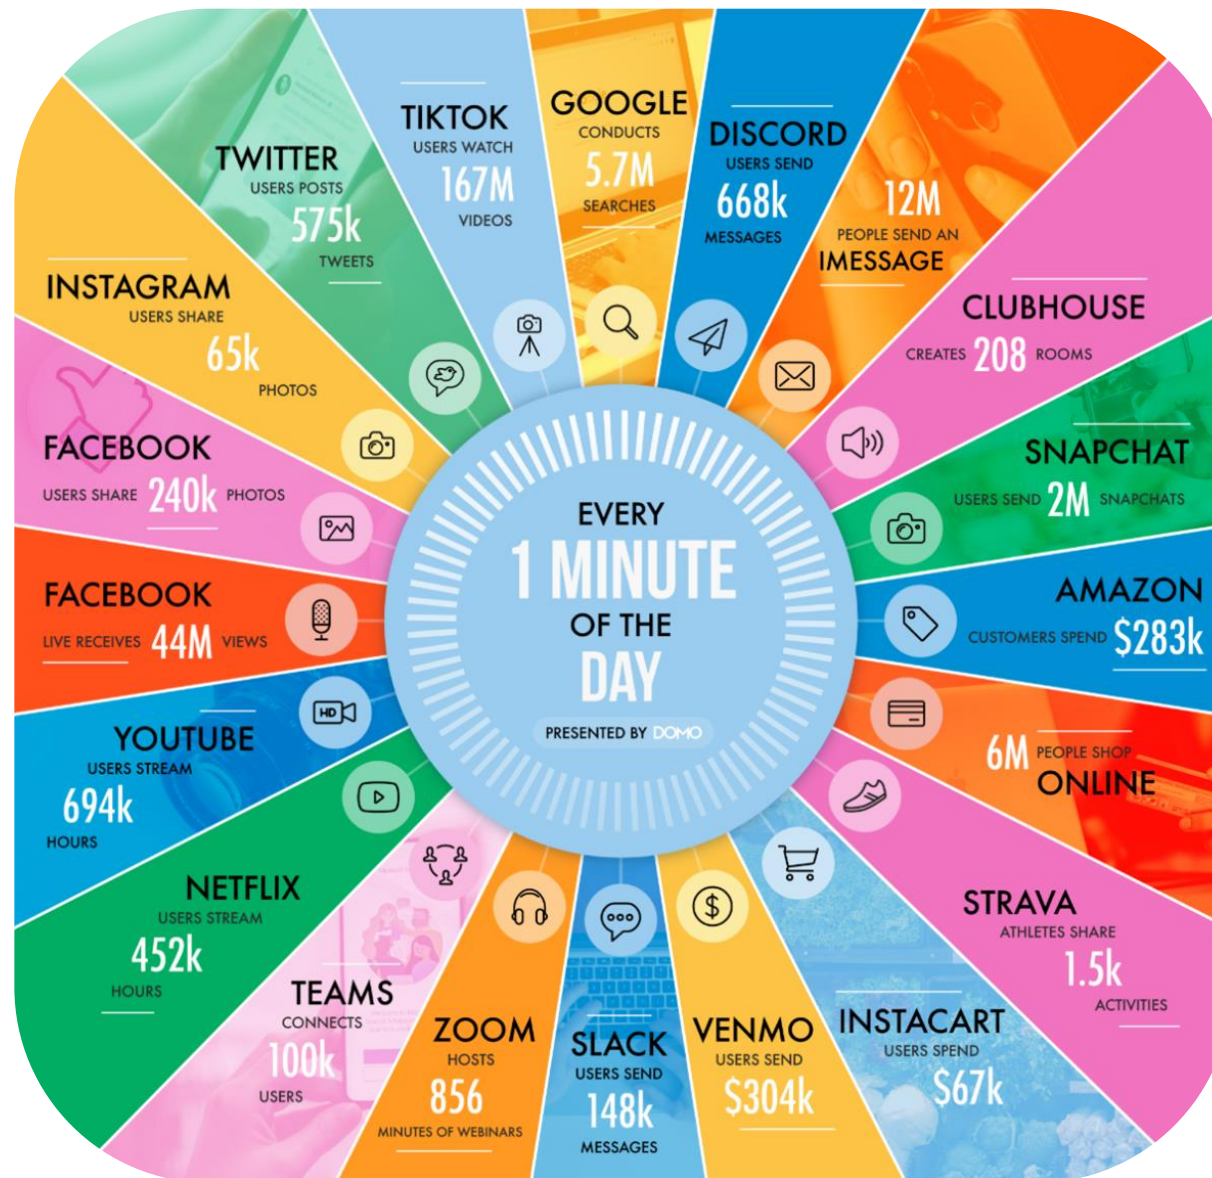 GOOGLE
CONDUCTS
5.7M
SEARCHES
DISCORD
USERS SEND
668k
MESSAGES
12M
PEOPLE SEND AN
IMESSAGE
CLUBHOUSE
CREATES 208 ROOMS
SNAPCHAT
USERS SEND 2M SNAPCHATS
AMAZON
CUSTOMERS SPEND $283k
6M PEOPLE SHOP
ONLINE
STRAVA
ATHLETES SHARE
1.5k
ACTIVITIES
INSTACART
USERS SPEND
$67k
VENMO
USERS SEND
$304k
SLACK
USERS SEND
148k
MESSAGES
ZOOM
HOSTS
856
MINUTES OF WEBINARS
TEAMS
CONNECTS
100k
USERS
NETFLIX
USERS STREAM
452k
HOURS
YOUTUBE
USERS STREAM
694k
HOURS
HD
FACEBOOK
LIVE RECEIVES 44M VIEWS
FACEBOOK
USERS SHARE 240k PHOTOS
INSTAGRAM
USERS SHARE
65k
PHOTOS
TWITTER
USERS POSTS
575k
TWEETS
TIKTOK
USERS WATCH
167M
VIDEOS
EVERY
1 MINUTE
OF THE
DAY
PRESENTED BY DOMO